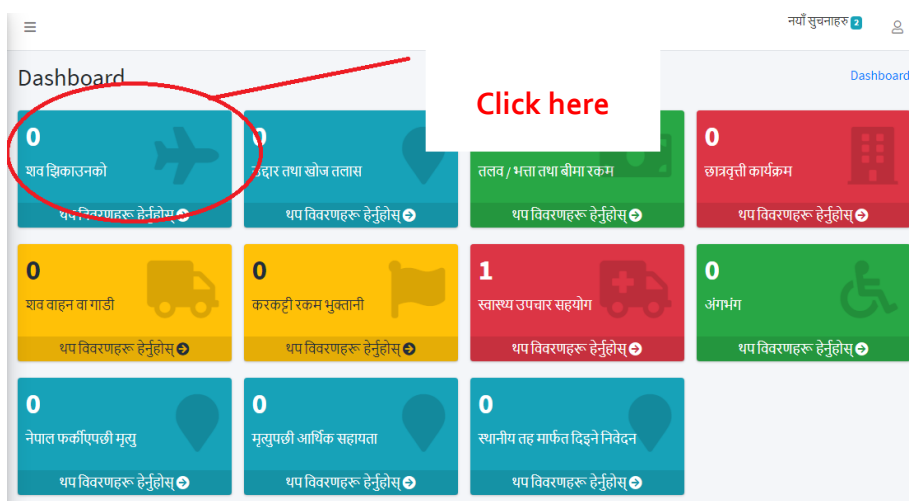 नयाँ सुचनाहरु 2
Dashboard
Dashboard
Click here
0
शव झिकाउनको
थप विवरणहरू हेर्नुहोस्
0
उद्दार तथा खोज तलास
थप विवरणहरू हेर्नुहोस्
तलव / भत्ता तथा बीमा रकम
थप विवरणहरू हेर्नुहोस्
0
छात्रवृत्ती कार्यक्रम
थप विवरणहरू हेर्नुहोस्
0
शव वाहन वा गाडी
थप विवरणहरू हेर्नुहोस्
0
करकट्टी रकम भुक्तानी
थप विवरणहरू हेर्नुहोस्
1
स्वास्थ्य उपचार सहयोग
थप विवरणहरू हेर्नुहोस्
0
अंगभंग
थप विवरणहरू हेर्नुहोस्
0
नेपाल फर्कीएपछी मृत्यु
थप विवरणहरू हेर्नुहोस्
0
मृत्युपछी आर्थिक सहायता
थप विवरणहरू हेर्नुहोस्
0
स्थानीय तह मार्फत दिइने निवेदन
थप विवरणहरू हेर्नुहोस्